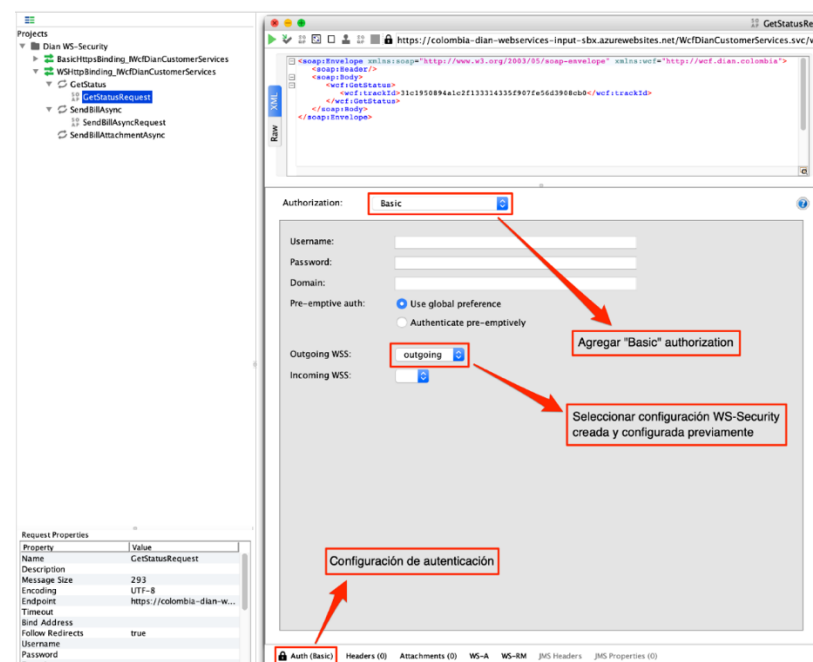 Projects
Dian WS-Security
BasicHttpsBinding_IWcfDianCustomerServices
WSHttpBinding_IWcfDianCustomerServices
GetStatus
GetStatusRequest
SendBillAsync
SendBillAsyncRequest
SendBillAttachmentAsync
Request Properties
Property Value
Name GetStatusRequest
Description
Message Size 293
Encoding UTF-8
Endpoint https://colombia-dian-w...
Timeout
Bind Address
Follow Redirects true
Username
Password
GetStatusRe
https://colombia-dian-webservices-input-sbx.azurewebsites.net/WcfDianCustomerServices.svc/v
XML
Raw
<soap:Envelope xmlns:soap="http://www.w3.org/2003/05/soap-envelope" xmlns:wcf="http://wcf.dian.colombia">
<soap:Header/>
<soap:Body>
<wcf:GetStatus>
<wcf:trackId>31c1950894a1c2f133314335f907fe56d3908cb0</wcf:trackId>
</wcf:GetStatus>
</soap:Body>
</soap:Envelope>
Authorization: Basic
Username:
Password:
Domain:
Pre-emptive auth: Use global preference
Authenticate pre-emptively
Outgoing WSS: outgoing
Incoming WSS:
Agregar "Basic" authorization
Seleccionar configuración WS-Security
creada y configurada previamente
Configuración de autenticación
Auth (Basic) Headers (0) Attachments (0) WS-A WS-RM JMS Headers JMS Properties (0)